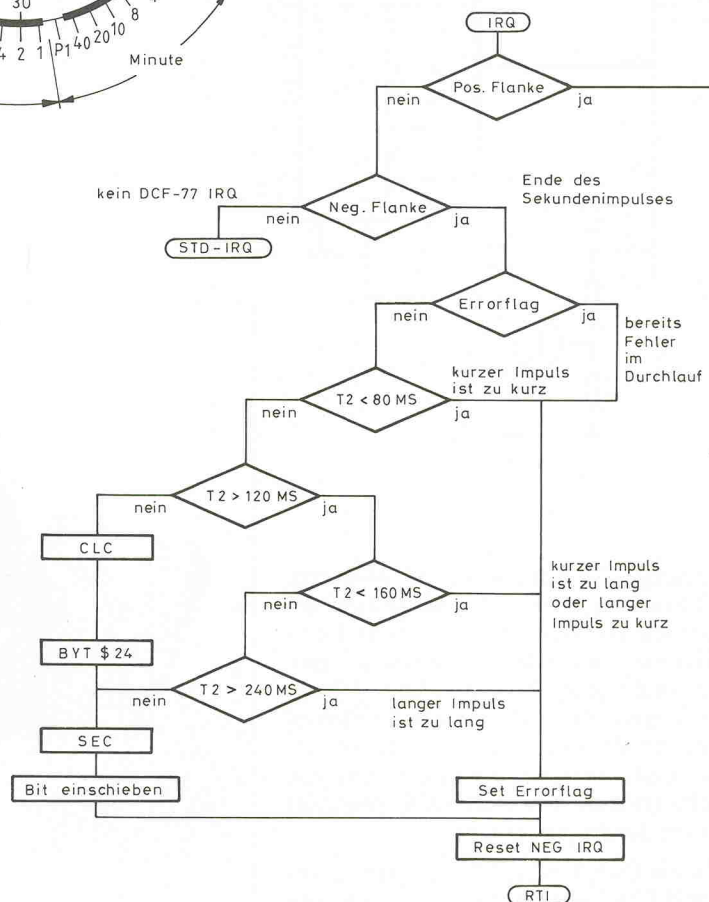 30
4 2 1 P1 40 20 10 8
Minute
IRQ
Pos. Flanke
nein
ja
kein DCF-77 IRQ
Neg. Flanke
nein
ja
Ende des
Sekundenimpulses
STD-IRQ
Errorflag
nein
ja
bereits
Fehler
im
Durchlauf
kurzer Impuls
ist zu kurz
T2 < 80 MS
nein
ja
T2 > 120 MS
nein
ja
CLC
T2 < 160 MS
nein
ja
kurzer Impuls
ist zu lang
oder langer
Impuls zu kurz
BYT $ 24
T2 > 240 MS
nein
ja
langer Impuls
ist zu lang
SEC
Bit einschieben
Set Errorflag
Reset NEG IRQ
RTI